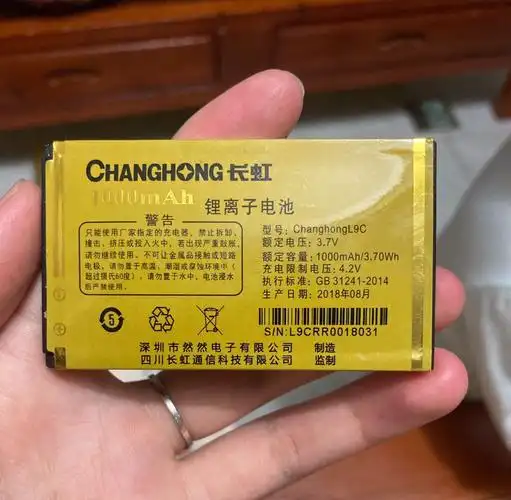 CHANGHONG 长虹
1000mAh
锂离子电池
警告
只能使用厂家指定的充电器，禁止拆卸、
撞击、挤压或投入火中，若出现严重鼓胀，
请勿继续使用、不可让金属品接触或短路
电极，请勿置于高温、潮湿或腐蚀环境中
(超过摄氏60度)，请勿置于水中，电池浸水
后禁止使用。
型号: ChanghongL9C
额定电压: 3.7V
额定容量: 1000mAh/3.70Wh
充电限制电压: 4.2V
执行标准: GB 31241-2014
生产日期: 2018年08月
5
S/N:L9CRR0018031
深圳市然然电子有限公司 制造
四川长虹通信科技有限公司 监制